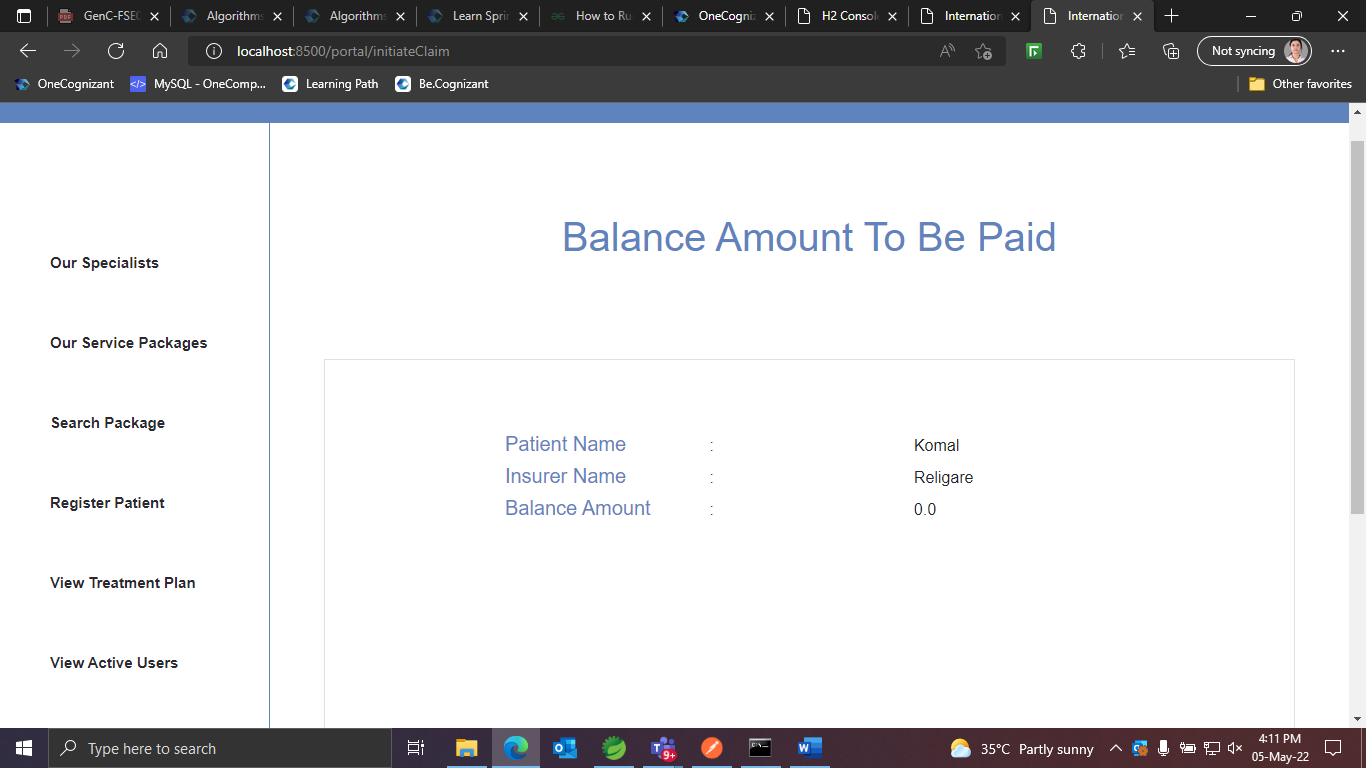 GenC-FSE
Algorithms
Algorithms
Learn Spri
How to Ru
OneCogniz
H2 Consol
Internation
Internation
localhost:8500/portal/initiateClaim
Not syncing
OneCognizant
MySQL - OneComp...
Learning Path
Be.Cognizant
Other favorites
Balance Amount To Be Paid
Our Specialists
Our Service Packages
Search Package
Register Patient
View Treatment Plan
View Active Users
Patient Name : Komal
Insurer Name : Religare
Balance Amount : 0.0
Type here to search
9+
35°C Partly sunny
4:11 PM
05-May-22